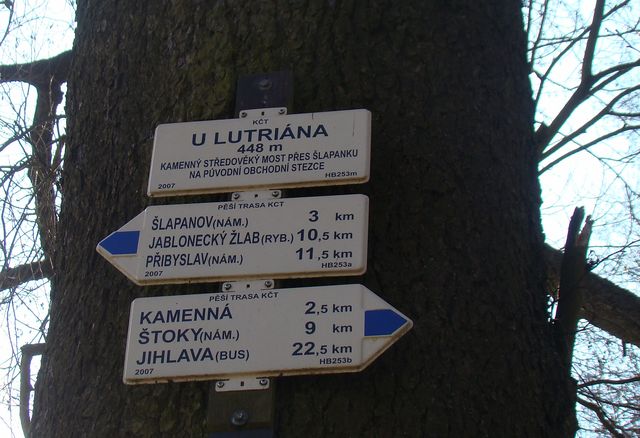 KČT
U LUTRIÁNA
448 m
KAMENNÝ STŘEDOVĚKÝ MOST PŘES ŠLAPANKU
NA PŮVODNÍ OBCHODNÍ STEZCE
2007 HB253m
PĚŠÍ TRASA KČT
ŠLAPANOV(NÁM.) 3 km
JABLONECKÝ ŽLAB(RYB.) 10,5 km
PŘIBYSLAV(NÁM.) 11,5 km
2007 HB253a
PĚŠÍ TRASA KČT
KAMENNÁ 2,5 km
ŠTOKY(NÁM.) 9 km
JIHLAVA(BUS) 22,5 km
2007 HB253b